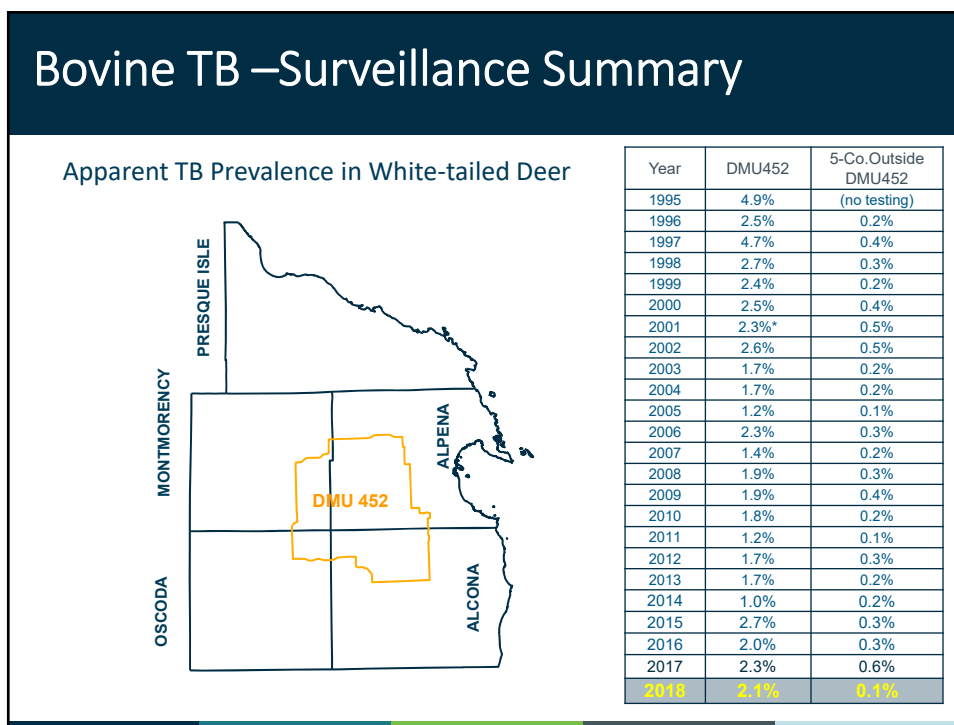 Bovine TB –Surveillance Summary
Apparent TB Prevalence in White-tailed Deer
PRESQUE ISLE
MONTMORENCY
ALPENA
DMU 452
OSCODA
ALCONA
Year DMU452 5-Co.Outside DMU452
1995 4.9% (no testing)
1996 2.5% 0.2%
1997 4.7% 0.4%
1998 2.7% 0.3%
1999 2.4% 0.2%
2000 2.5% 0.4%
2001 2.3%* 0.5%
2002 2.6% 0.5%
2003 1.7% 0.2%
2004 1.7% 0.2%
2005 1.2% 0.1%
2006 2.3% 0.3%
2007 1.4% 0.2%
2008 1.9% 0.3%
2009 1.9% 0.4%
2010 1.8% 0.2%
2011 1.2% 0.1%
2012 1.7% 0.3%
2013 1.7% 0.2%
2014 1.0% 0.2%
2015 2.7% 0.3%
2016 2.0% 0.3%
2017 2.3% 0.6%
2018 2.1% 0.1%